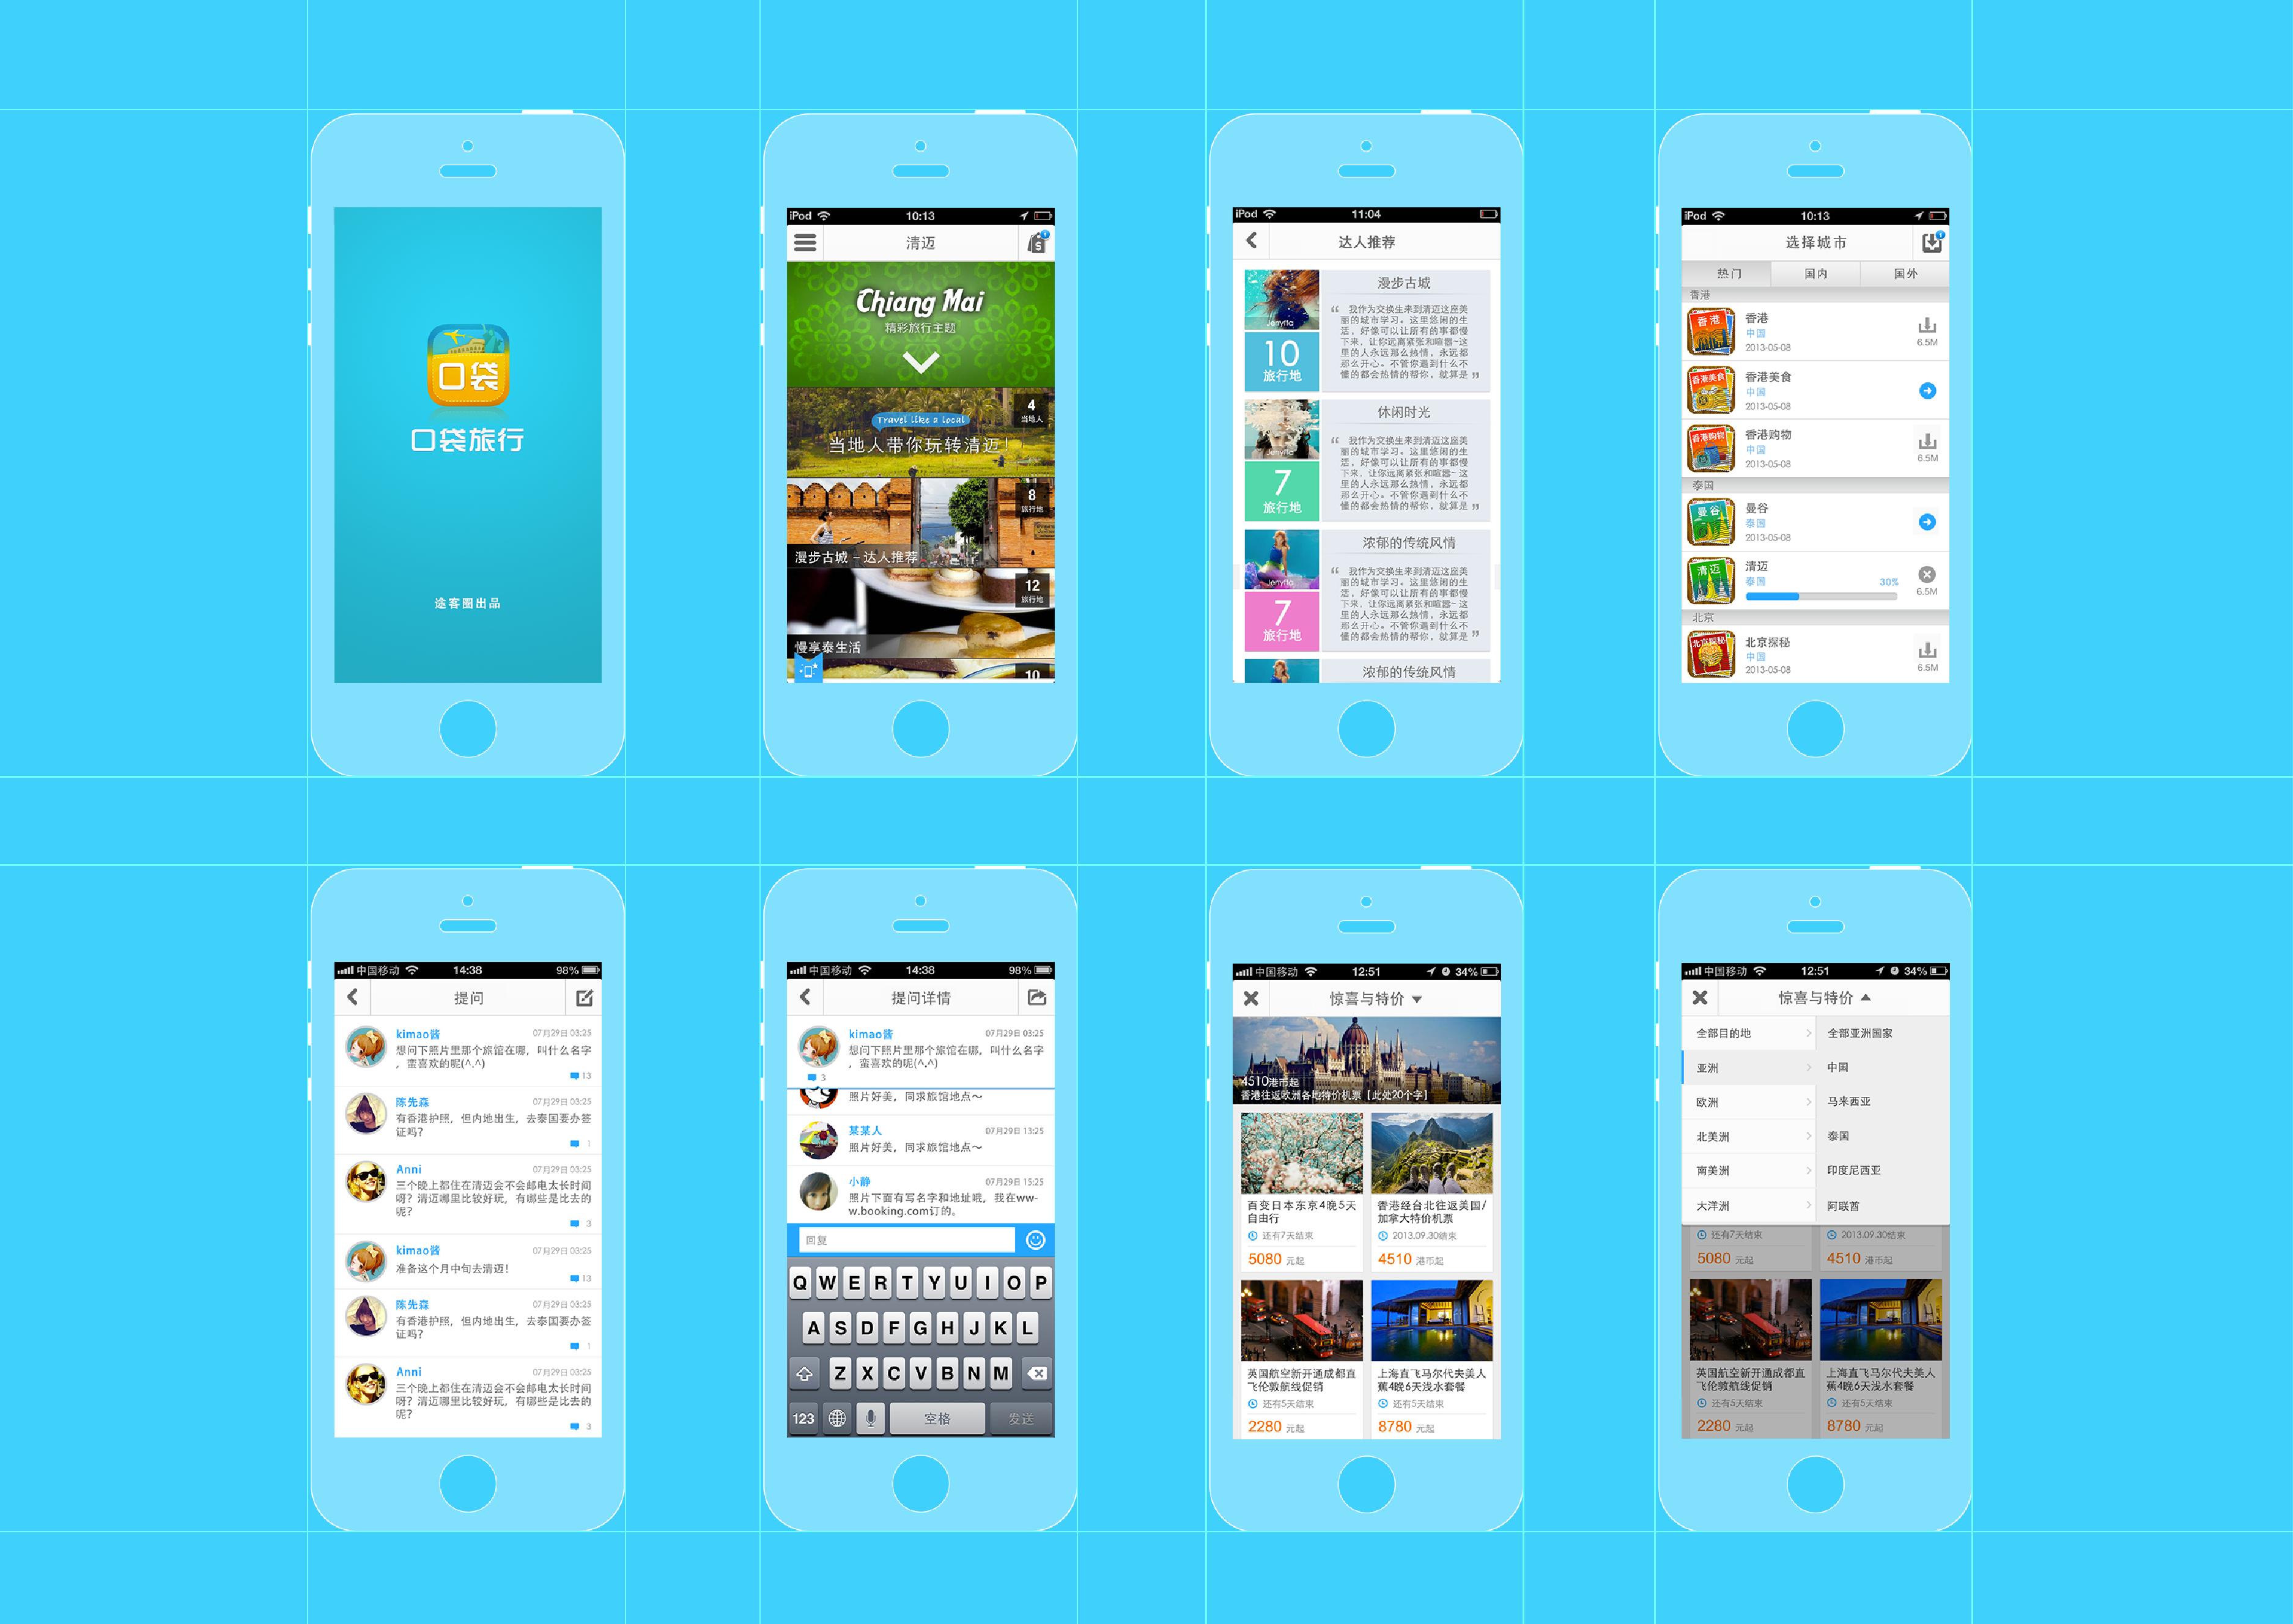 口袋
口袋旅行
途客圈出品
iPod 10:13
清迈
1
Chiang Mai
精彩旅行主题
Travel like a local
当地人带你玩转清迈！
4
当地人
8
旅行地
漫步古城 – 达人推荐
12
旅行地
慢享泰生活
10
iPod 11:04
达人推荐
漫步古城
Jenyffa
10
旅行地
“ 我作为交换生来到清迈这座美
丽的城市学习。这里悠闲的生
活，好像可以让所有的事都慢
下来，让你远离紧张和喧嚣~这
里的人永远那么热情，永远都
那么开心。不管你遇到什么不
懂的都会热情的帮你，就算是 ”
休闲时光
Jenyffa
7
旅行地
“ 我作为交换生来到清迈这座美
丽的城市学习。这里悠闲的生
活，好像可以让所有的事都慢
下来，让你远离紧张和喧嚣~这
里的人永远那么热情，永远都
那么开心。不管你遇到什么不
懂的都会热情的帮你，就算是 ”
浓郁的传统风情
Jenyffa
7
旅行地
“ 我作为交换生来到清迈这座美
丽的城市学习。这里悠闲的生
活，好像可以让所有的事都慢
下来，让你远离紧张和喧嚣~这
里的人永远那么热情，永远都
那么开心。不管你遇到什么不
懂的都会热情的帮你，就算是 ”
浓郁的传统风情
iPod 10:13
选择城市
1
热门 国内 国外
香港
香港
香港
中国
2013-05-08
6.5M
香港美食
香港美食
中国
2013-05-08
香港购物
香港购物
中国
2013-05-08
6.5M
泰国
曼谷
曼谷
泰国
2013-05-08
清迈
清迈
泰国
30%
6.5M
北京
北京探秘
北京探秘
中国
2013-05-08
6.5M
中国移动 14:38 98%
提问
kimao酱 07月29日 03:25
想问下照片里那个旅馆在哪，叫什么名字
，蛮喜欢的呢(^.^)
13
陈先森 07月29日 03:25
有香港护照，但内地出生，去泰国要办签
证吗？
1
Anni 07月29日 03:25
三个晚上都住在清迈会不会邮电太长时间
呀？清迈哪里比较好玩，有哪些是比去的
呢？
3
kimao酱 07月29日 03:25
准备这个月中旬去清迈！
13
陈先森 07月29日 03:25
有香港护照，但内地出生，去泰国要办签
证吗？
1
Anni 07月29日 03:25
三个晚上都住在清迈会不会邮电太长时间
呀？清迈哪里比较好玩，有哪些是比去的
呢？
3
中国移动 14:38 98%
提问详情
kimao酱 07月29日 03:25
想问下照片里那个旅馆在哪，叫什么名字
，蛮喜欢的呢(^.^)
3
照片好美，同求旅馆地点～
某某人 07月29日 13:25
照片好美，同求旅馆地点～
小静 07月29日 15:25
照片下面有写名字和地址哦，我在ww-
w.booking.com订的。
回复
Q W E R T Y U I O P
A S D F G H J K L
Z X C V B N M
123 空格 发送
中国移动 12:51 34%
惊喜与特价
4510港币起
香港往返欧洲各地特价机票【此处20个字】
百变日本东京4晚5天
自由行
还有7天结束
5080 元起
香港经台北往返美国/
加拿大特价机票
2013.09.30结束
4510 港币起
英国航空新开通成都直
飞伦敦航线促销
还有5天结束
2280 元起
上海直飞马尔代夫美人
蕉4晚6天浅水套餐
还有5天结束
8780 元起
中国移动 12:51 34%
惊喜与特价
全部目的地
亚洲
欧洲
北美洲
南美洲
大洋洲
全部亚洲国家
中国
马来西亚
泰国
印度尼西亚
阿联酋
还有7天结束
5080 元起
2013.09.30结束
4510 港币起
英国航空新开通成都直
飞伦敦航线促销
还有5天结束
2280 元起
上海直飞马尔代夫美人
蕉4晚6天浅水套餐
还有5天结束
8780 元起